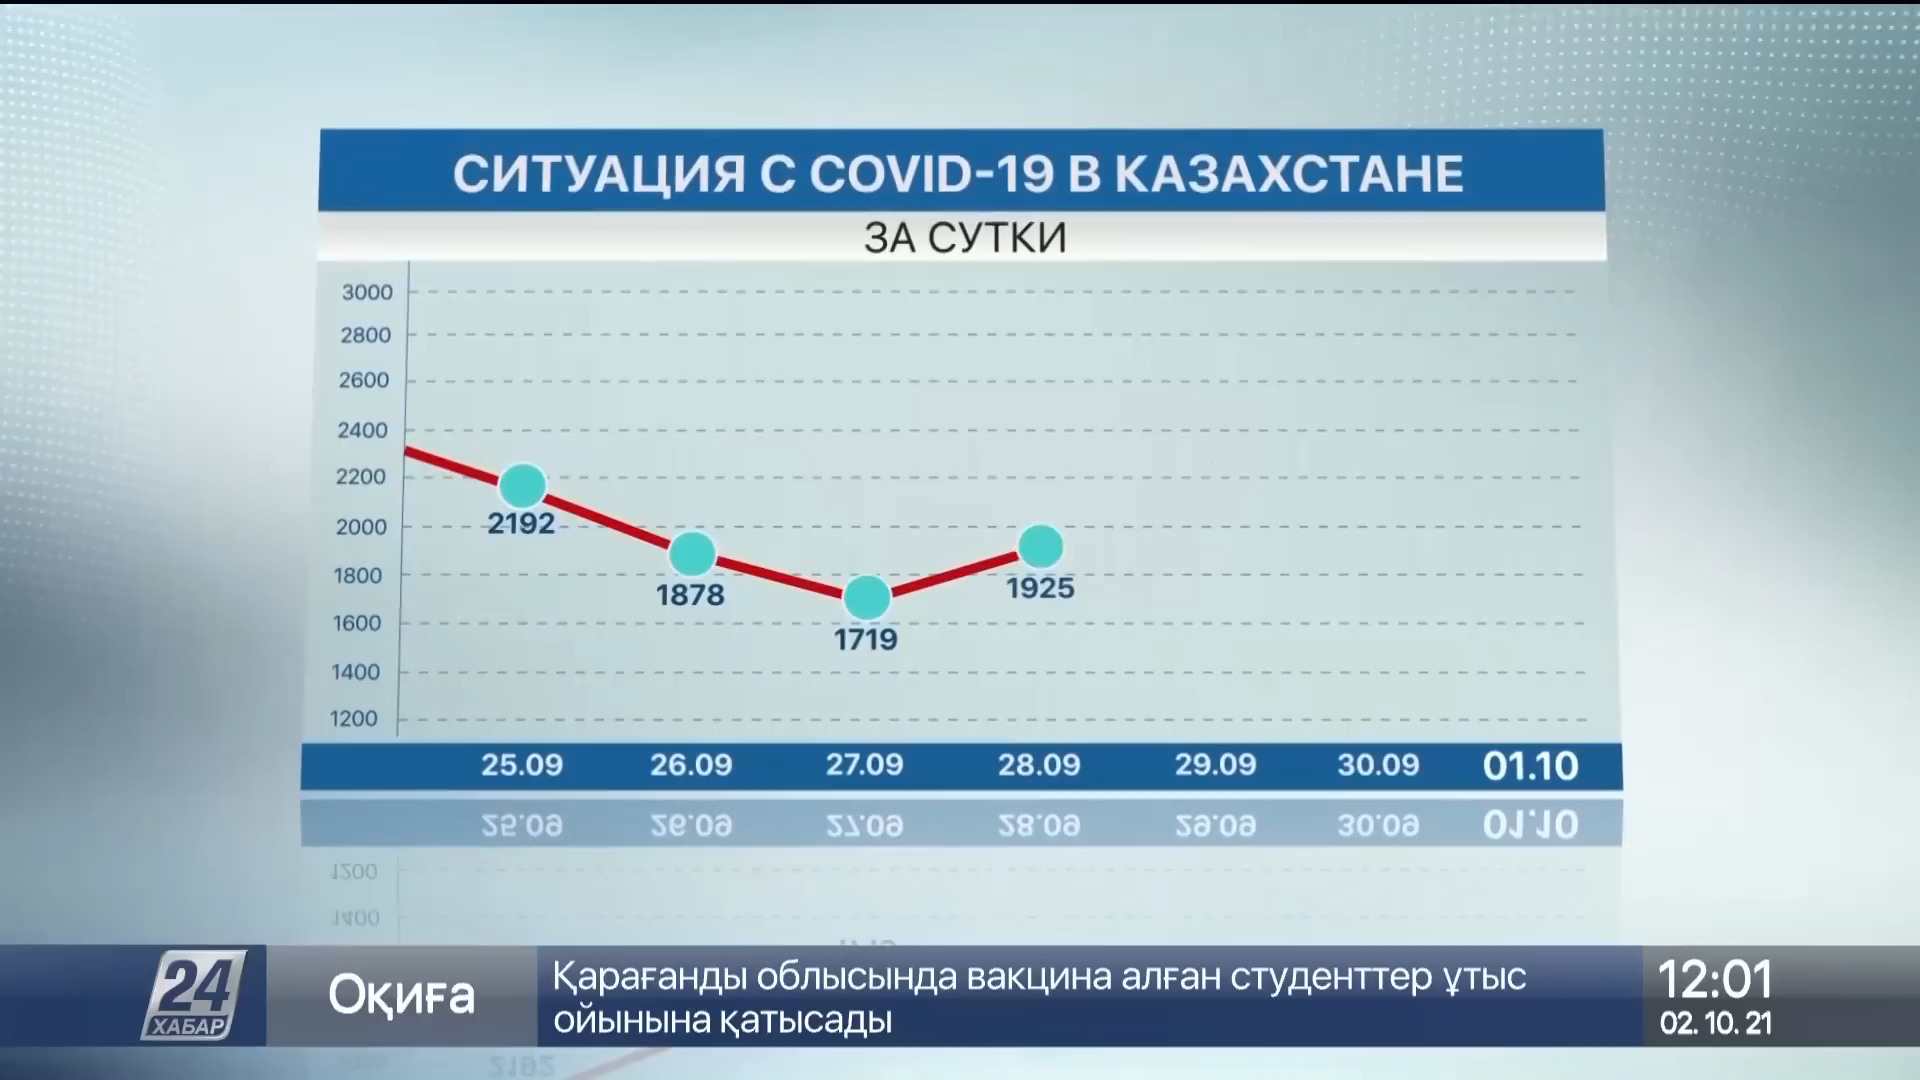 СИТУАЦИЯ С COVID-19 В КАЗАХСТАНЕ
ЗА СУТКИ
3000
2800
2600
2400
2200
2000
1800
1600
1400
1200
2192
1878
1719
1925
25.09 26.09 27.09 28.09 29.09 30.09 01.10
24
ХАБАР
Оқиға
Қарағанды облысында вакцина алған студенттер ұтыс
ойынына қатысады
12:01
02. 10. 21